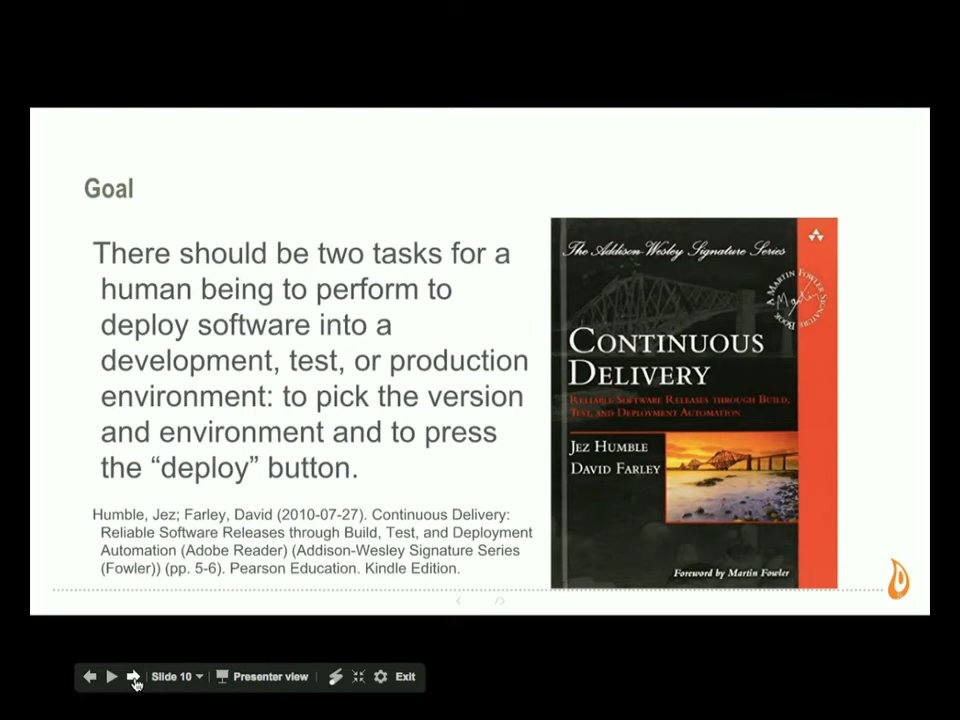 Goal
There should be two tasks for a
human being to perform to
deploy software into a
development, test, or production
environment: to pick the version
and environment and to press
the “deploy” button.
Humble, Jez; Farley, David (2010-07-27). Continuous Delivery:
Reliable Software Releases through Build, Test, and Deployment
Automation (Adobe Reader) (Addison-Wesley Signature Series
(Fowler)) (pp. 5-6). Pearson Education. Kindle Edition.
The Addison-Wesley Signature Series
A Martin Fowler Signature Book
Martin
Continuous
Delivery
Reliable Software Releases through Build,
Test, and Deployment Automation
Jez Humble
David Farley
Foreword by Martin Fowler
Slide 10 Presenter view Exit